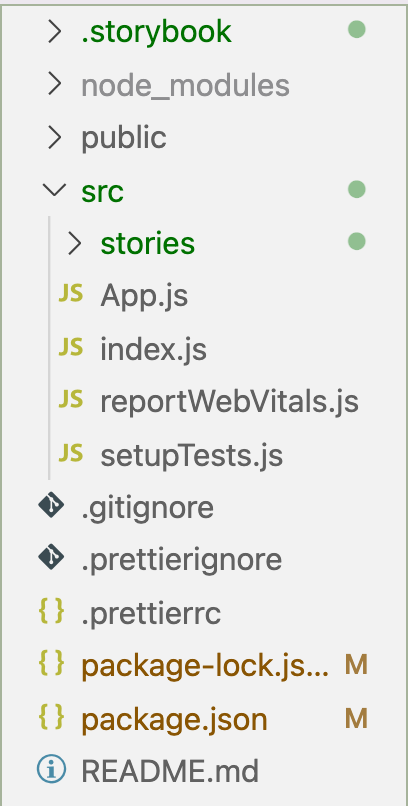 .storybook
node_modules
public
src
stories
JS App.js
JS index.js
JS reportWebVitals.js
JS setupTests.js
.gitignore
.prettierignore
{} .prettierrc
{} package-lock.js... M
{} package.json M
README.md